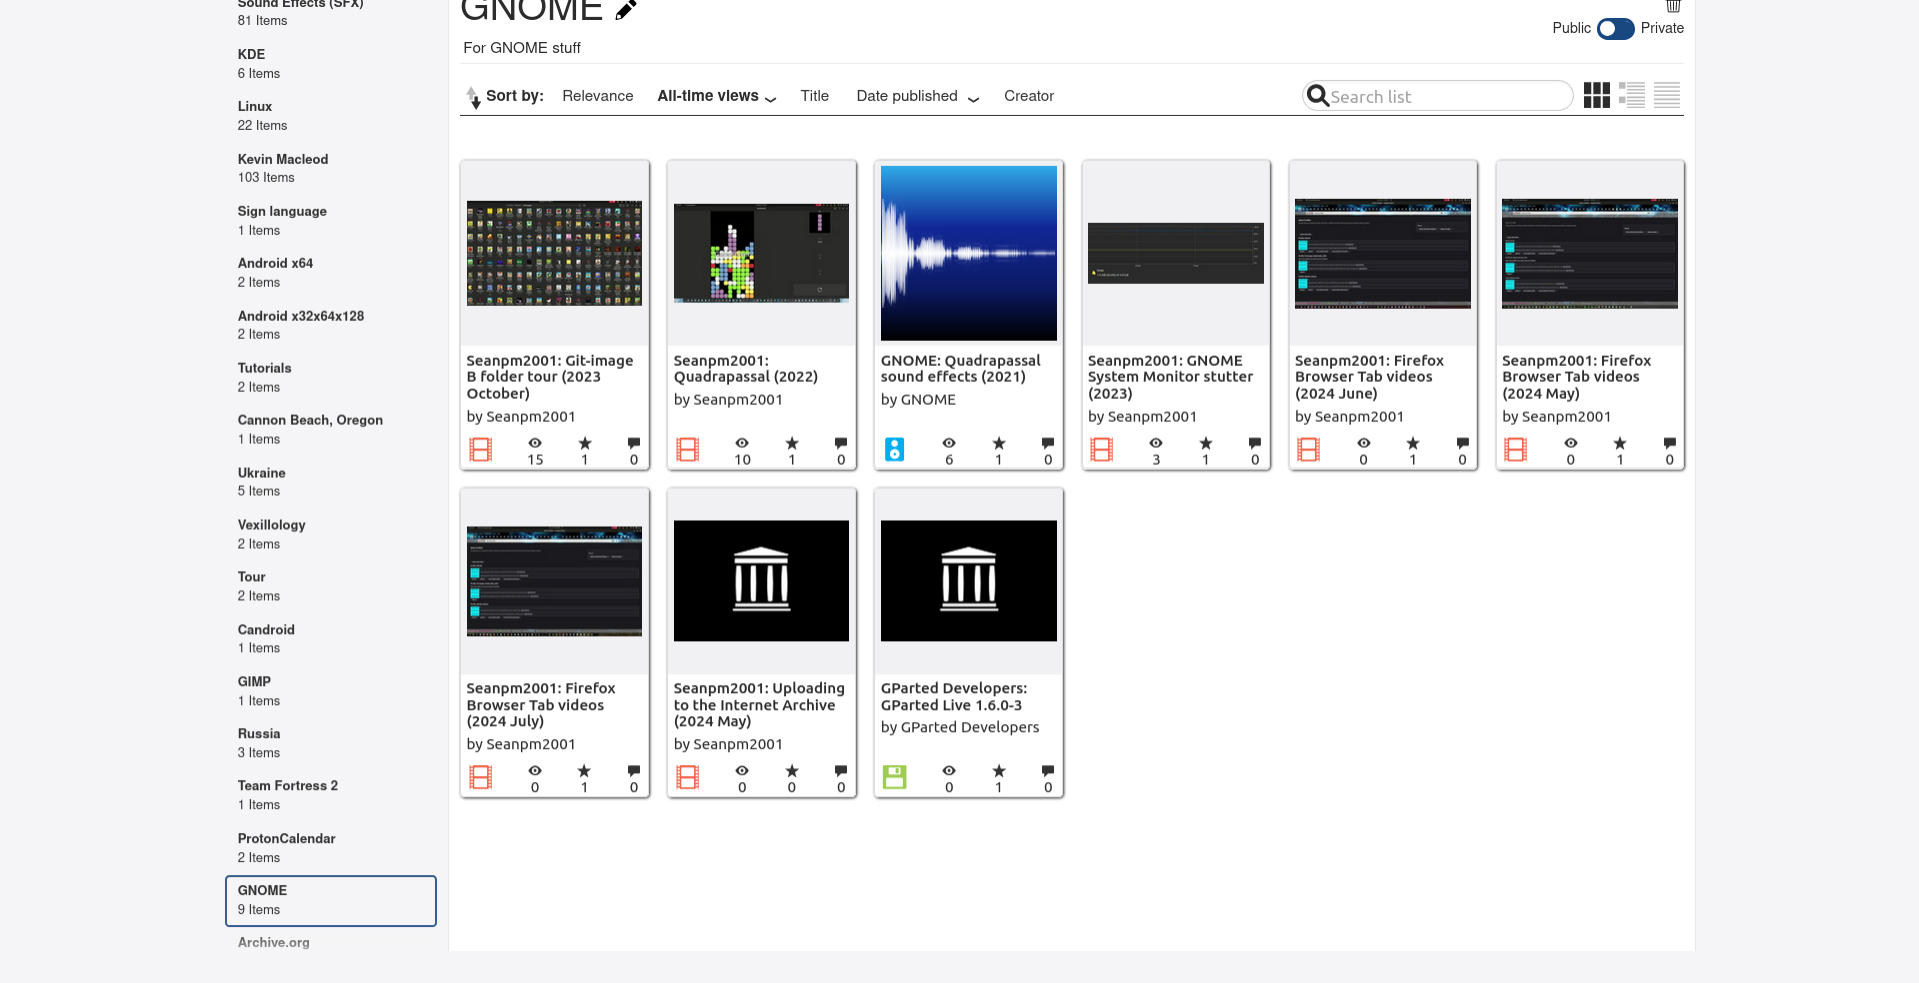 Sound Effects (SFX)
81 Items
KDE
6 Items
Linux
22 Items
Kevin Macleod
103 Items
Sign language
1 Items
Android x64
2 Items
Android x32x64x128
2 Items
Tutorials
2 Items
Cannon Beach, Oregon
1 Items
Ukraine
5 Items
Vexillology
2 Items
Tour
2 Items
Candroid
1 Items
GIMP
1 Items
Russia
3 Items
Team Fortress 2
1 Items
ProtonCalendar
2 Items
GNOME
9 Items
Archive.org
GNOME
For GNOME stuff
Public Private
Sort by: Relevance All-time views Title Date published Creator
Search list
Seanpm2001: Git-image
B folder tour (2023
October)
by Seanpm2001
15 1 0
Seanpm2001:
Quadrapassal (2022)
by Seanpm2001
10 1 0
GNOME: Quadrapassal
sound effects (2021)
by GNOME
6 1 0
Seanpm2001: GNOME
System Monitor stutter
(2023)
by Seanpm2001
3 1 0
Seanpm2001: Firefox
Browser Tab videos
(2024 June)
by Seanpm2001
0 1 0
Seanpm2001: Firefox
Browser Tab videos
(2024 May)
by Seanpm2001
0 1 0
Seanpm2001: Firefox
Browser Tab videos
(2024 July)
by Seanpm2001
0 1 0
Seanpm2001: Uploading
to the Internet Archive
(2024 May)
by Seanpm2001
0 0 0
GParted Developers:
GParted Live 1.6.0-3
by GParted Developers
0 1 0